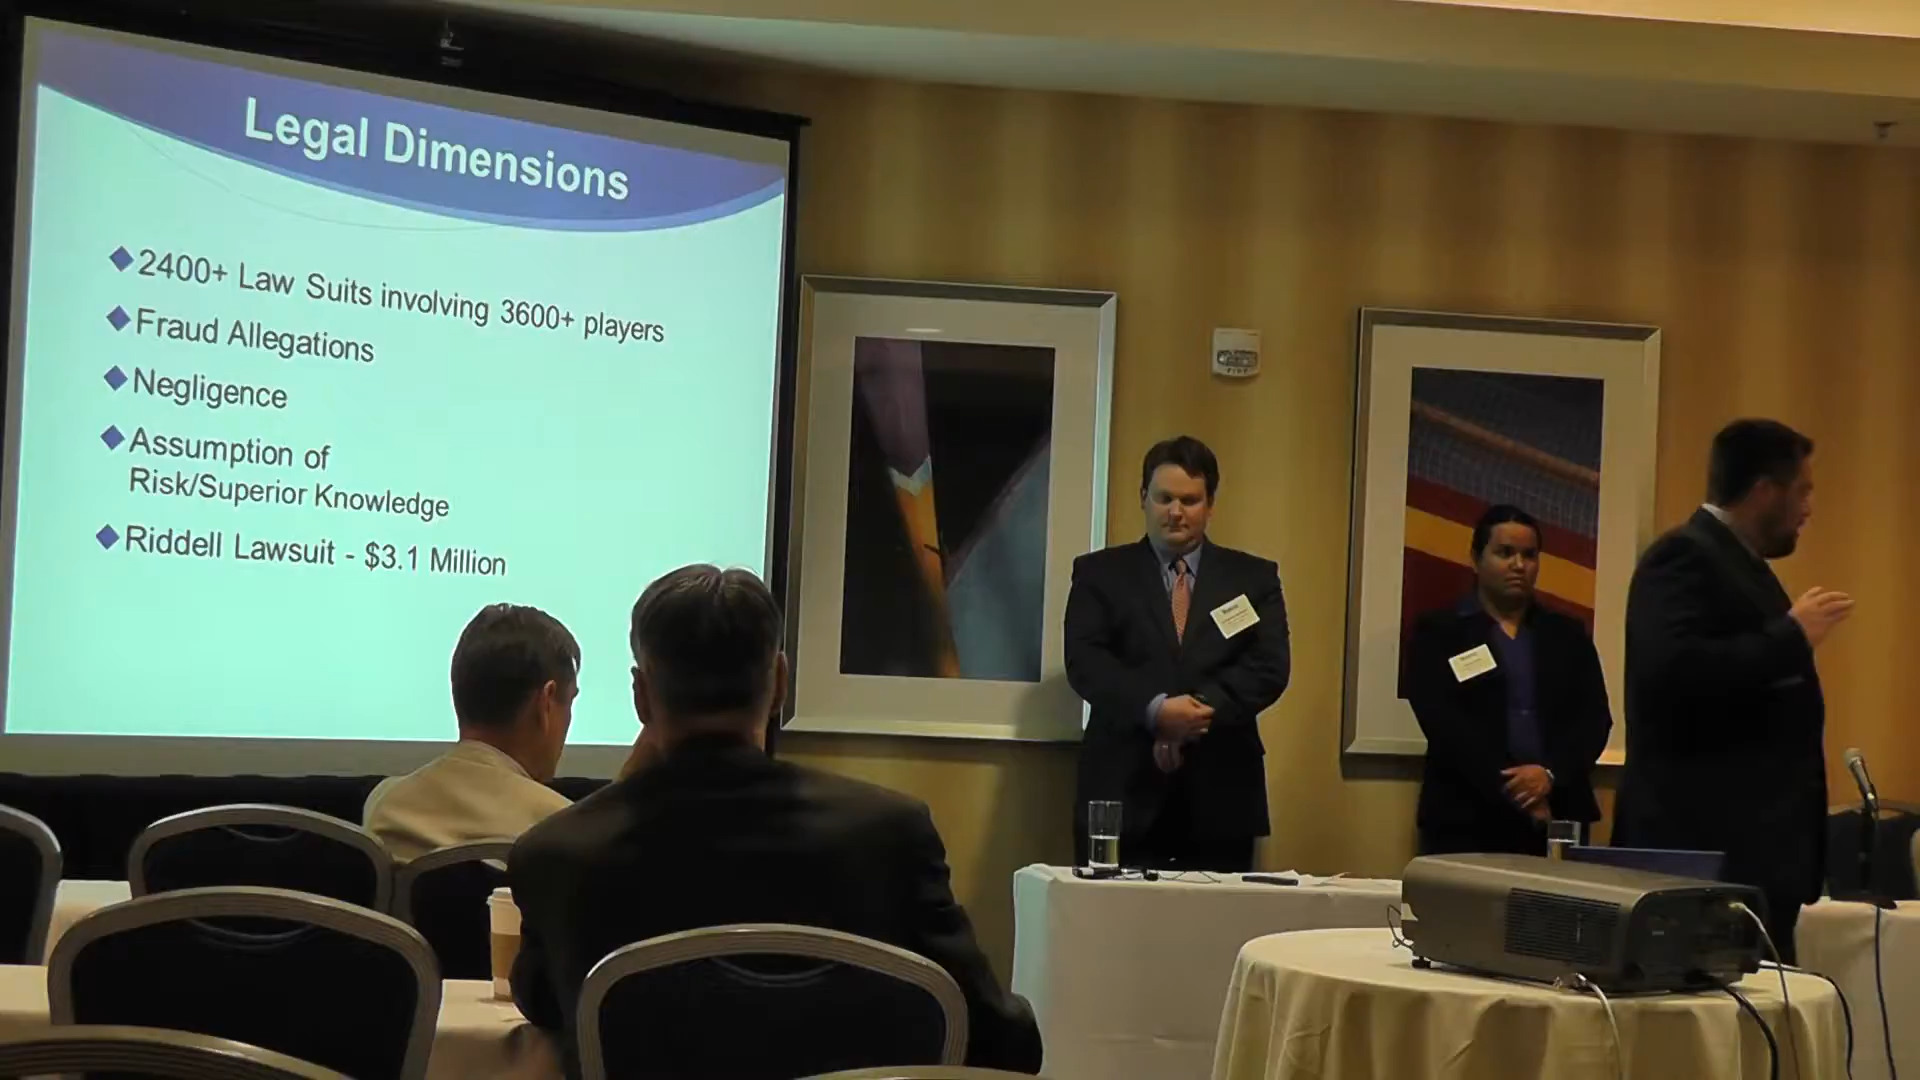 Legal Dimensions
2400+ Law Suits involving 3600+ players
Fraud Allegations
Negligence
Assumption of
Risk/Superior Knowledge
Riddell Lawsuit - $3.1 Million
FIRE